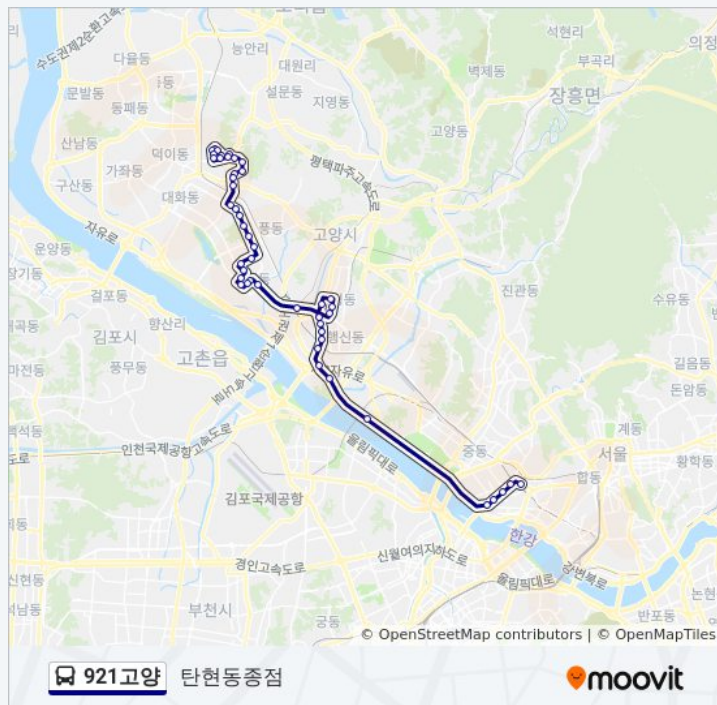 수도권제2순환고속도
능안리
석현리
의정
다율동
대원리
벽제동
부곡리
문발동
설문동
지영동
장흥면
동패동
고양동
산남동
덕이동
가좌동
평택파주고속도로
구산동
대화동
자유로
풍동
고양시
운양동
진관동
걸포동
수유동
향산리
김포시
행신동
고촌읍
풍무동
자유로
길음동
마전동
돈암동
계동
중동
서울
인천국제공항고속도로
올림픽대로
합동
황학동
김포국제공항
한강
신월여의지하도로
경인고속도로
강변북로
올림픽대로
신현동
석남동
부천시
궁동
반포동
논현
© OpenStreetMap contributors | © OpenMapTiles
921고양
탄현동종점
moovit